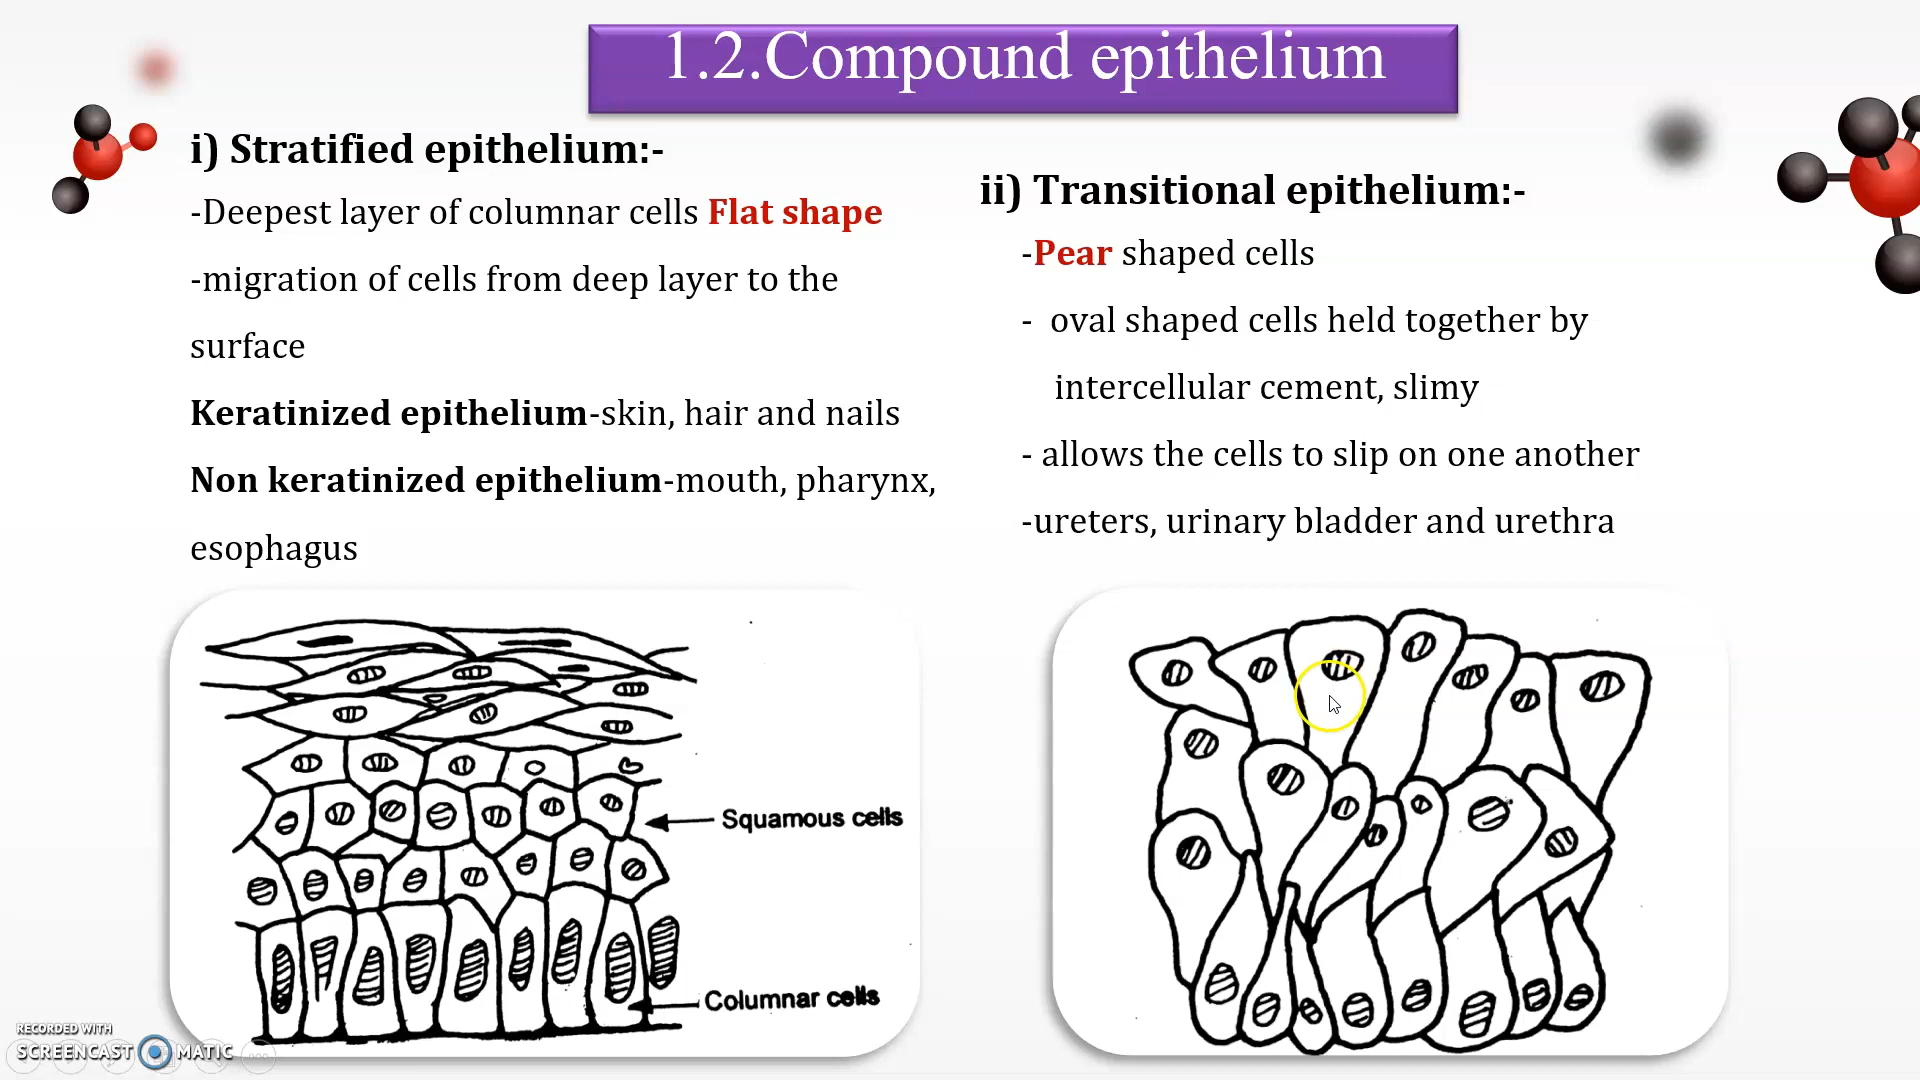 1.2.Compound epithelium
i) Stratified epithelium:-
-Deepest layer of columnar cells Flat shape
-migration of cells from deep layer to the
surface
Keratinized epithelium-skin, hair and nails
Non keratinized epithelium-mouth, pharynx,
esophagus
ii) Transitional epithelium:-
-Pear shaped cells
- oval shaped cells held together by
intercellular cement, slimy
- allows the cells to slip on one another
-ureters, urinary bladder and urethra
Squamous cells
Columnar cells
RECORDED WITH
SCREENCAST MATIC